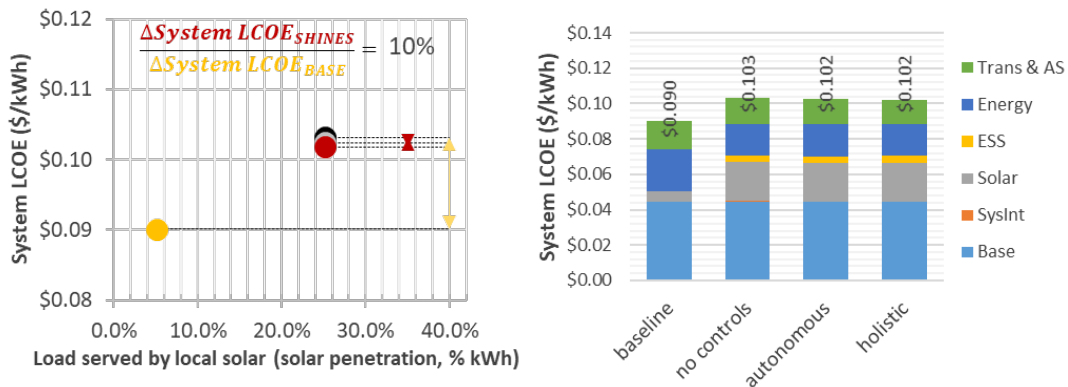 $0.12
$0.11
$0.10
$0.09
$0.08
System LCOE ($/kWh)
ΔSystem LCOE_SHINES
ΔSystem LCOE_BASE
= 10%
0.0% 10.0% 20.0% 30.0% 40.0%
Load served by local solar (solar penetration, % kWh)
$0.14
$0.12
$0.10
$0.08
$0.06
$0.04
$0.02
$0.00
System LCOE ($/kWh)
$0.090
$0.103
$0.102
$0.102
baseline
no controls
autonomous
holistic
Trans & AS
Energy
ESS
Solar
SysInt
Base